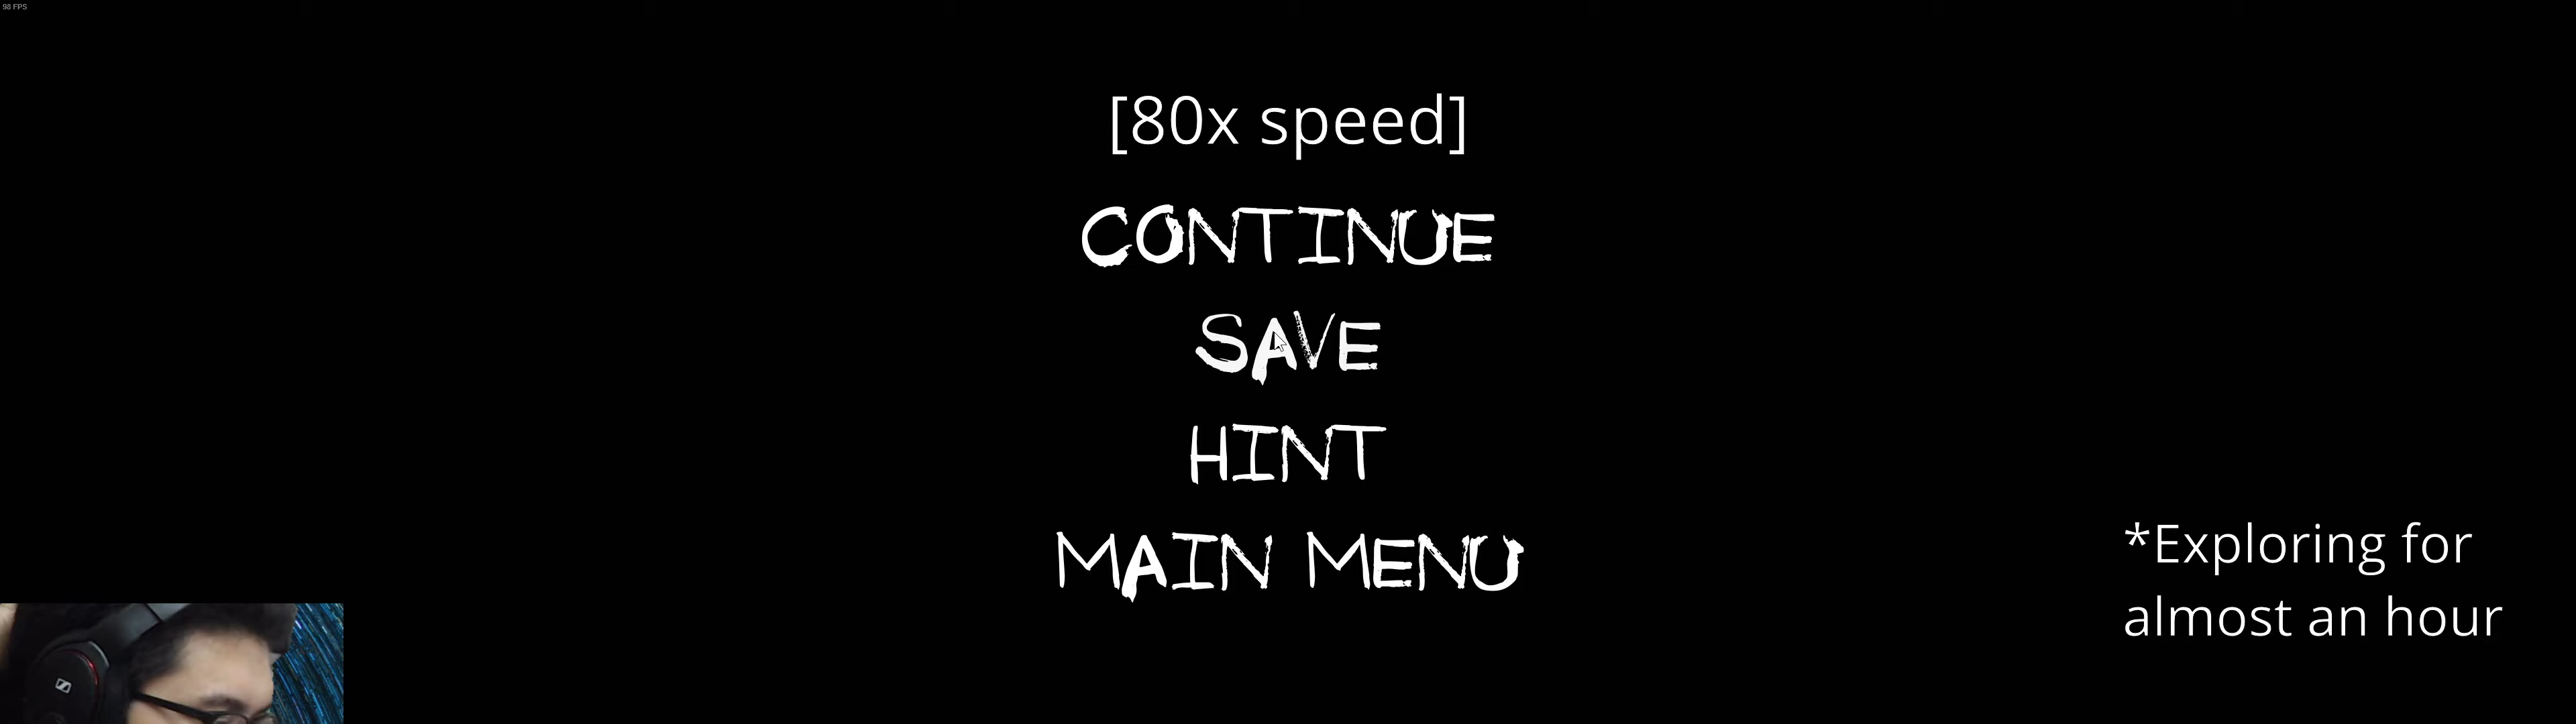 98 FPS
[80x speed]
CONTINUE
SAVE
HINT
MAIN MENU
*Exploring for
almost an hour